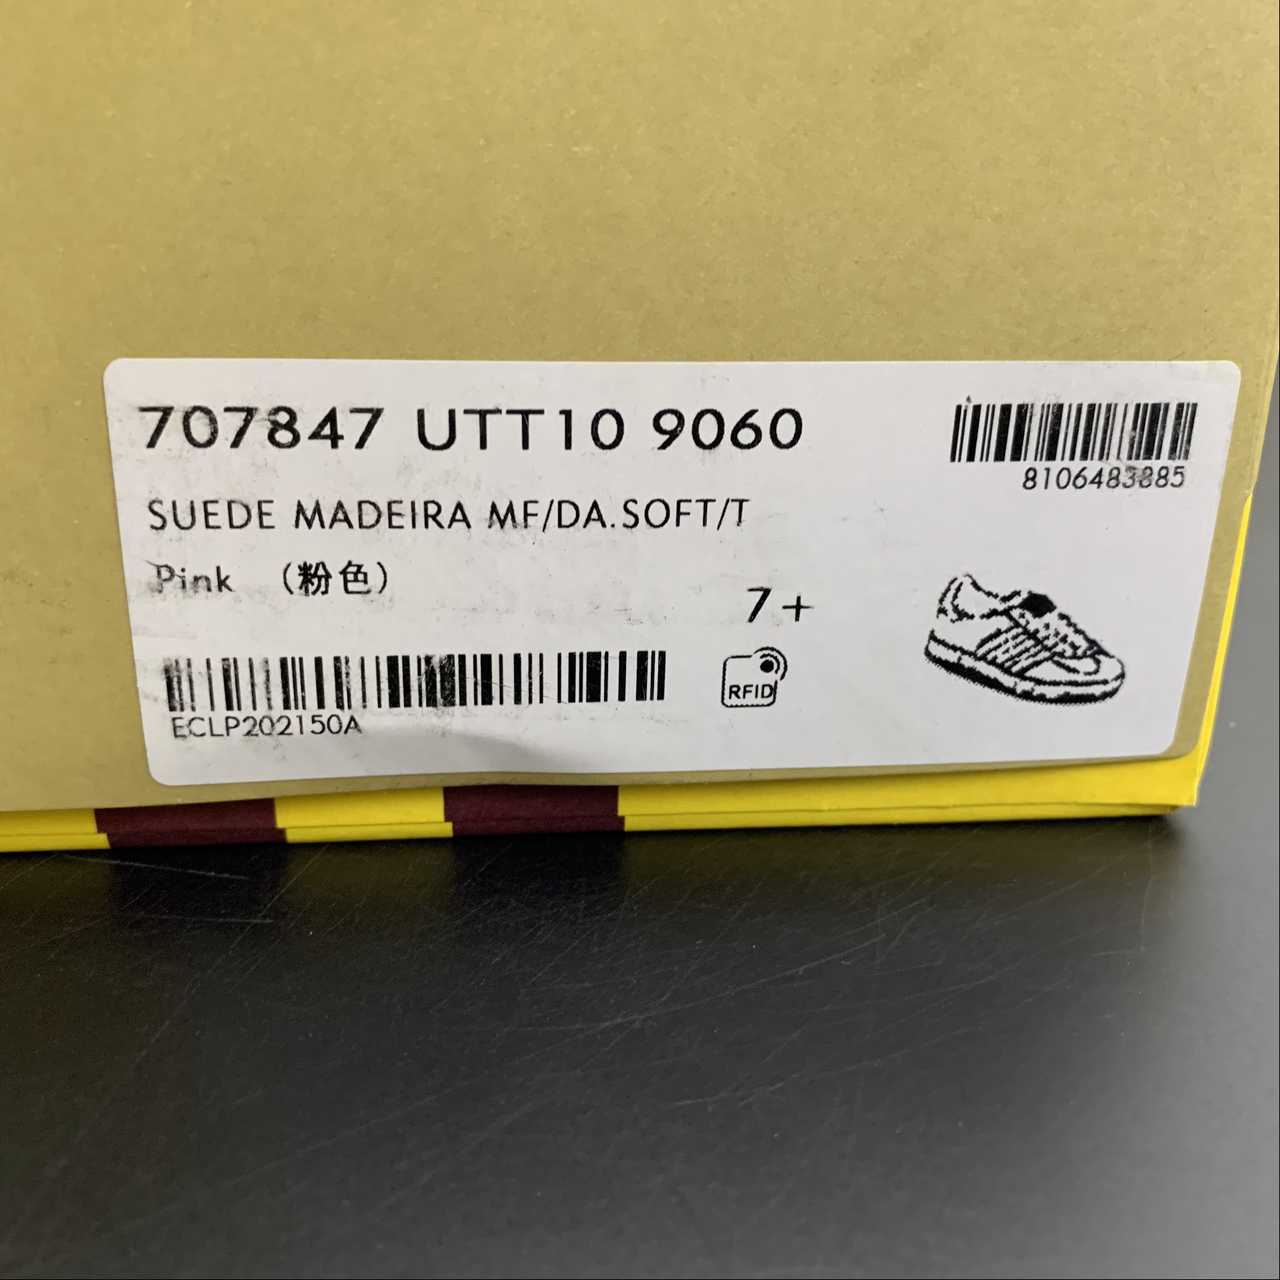 707847 UTT10 9060
8106483885
SUEDE MADEIRA MF/DA.SOFT/T
Pink （粉色）
7+
RFID
ECLP202150A